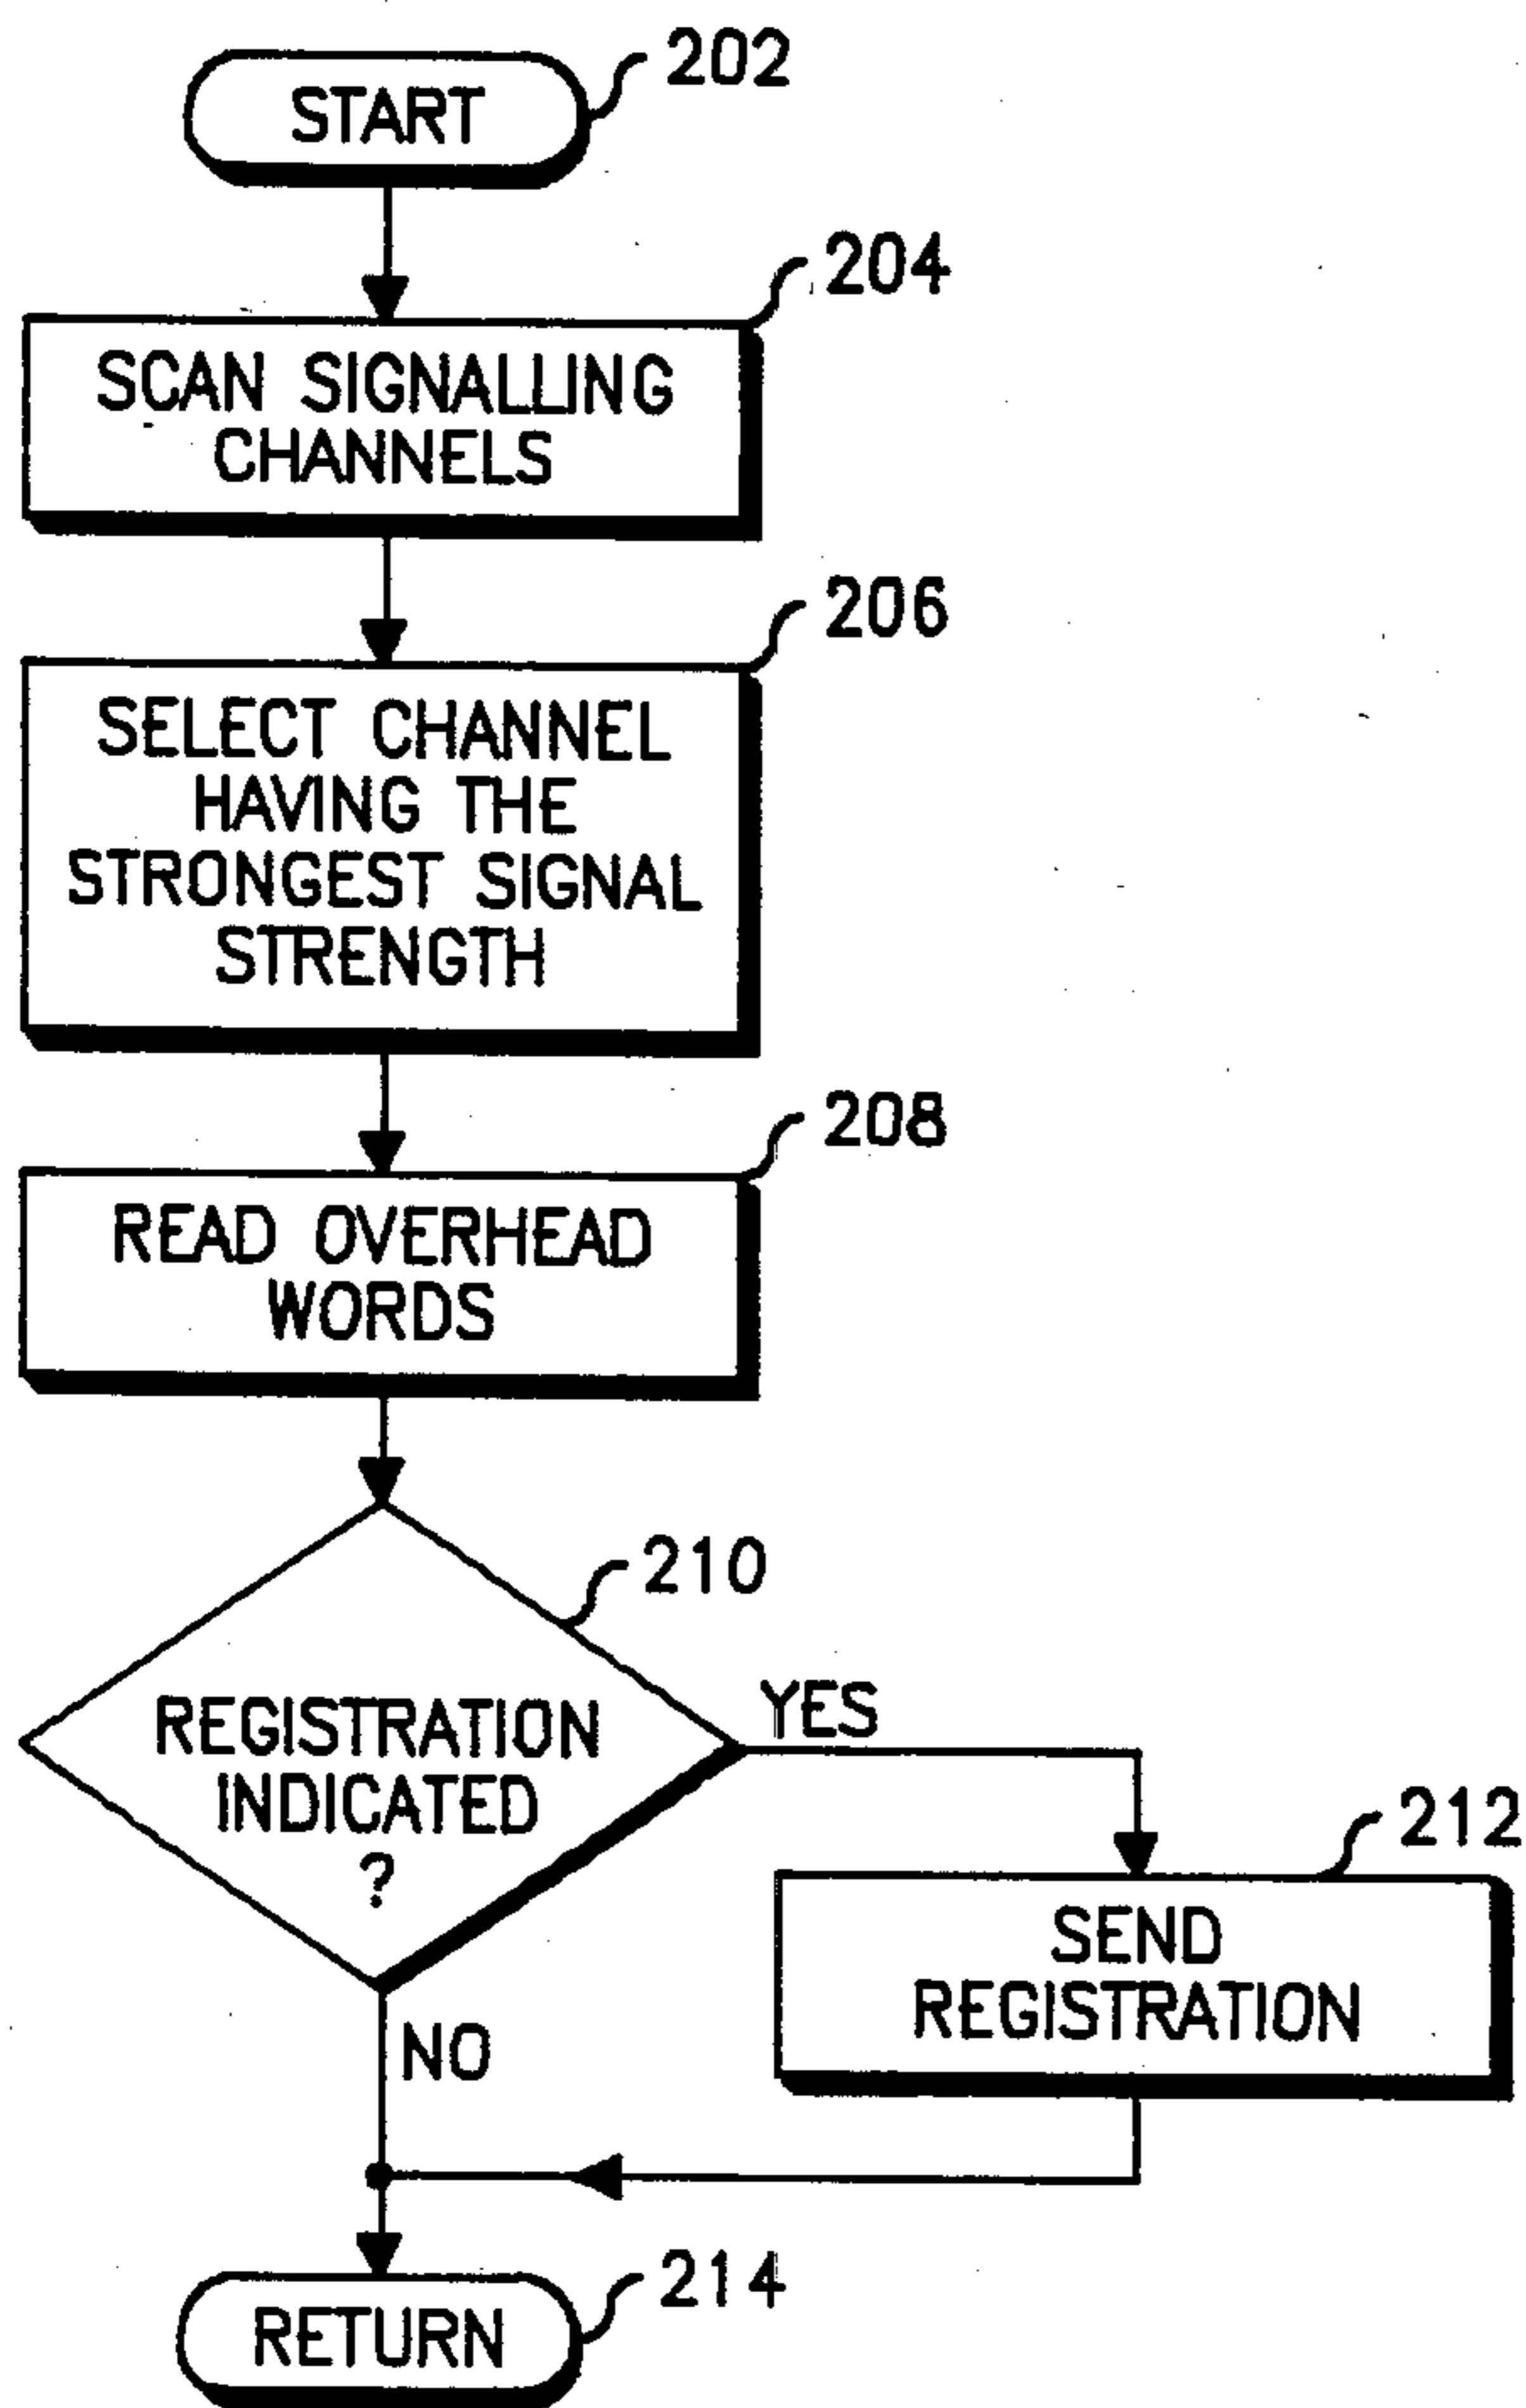 202
START
204
SCAN SIGNALLING
CHANNELS
206
SELECT CHANNEL
HAVING THE
STRONGEST SIGNAL
STRENGTH
208
READ OVERHEAD
WORDS
210
REGISTRATION
INDICATED
?
YES
212
SEND
REGISTRATION
NO
214
RETURN